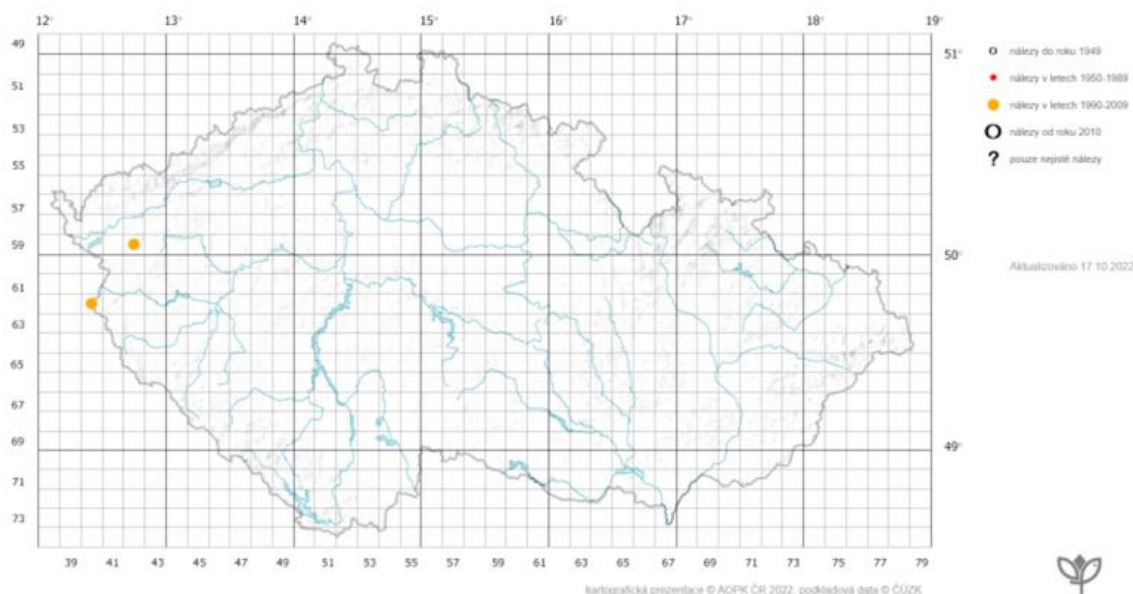 12° 13° 14° 15° 16° 17° 18° 19°
49
51° nálezy do roku 1949
51 nálezy v letech 1950-1989
nálezy v letech 1990-2009
53 nálezy od roku 2010
55 ? pouze nejisté nálezy
57
59
50°
61 Aktualizováno 17.10.2022
63
65
67
69
49°
71
73
39 41 43 45 47 49 51 53 55 57 59 61 63 65 67 69 71 73 75 77 79
kartografická prezentace © AOPK ČR 2022, podkladová data © ČÚZK